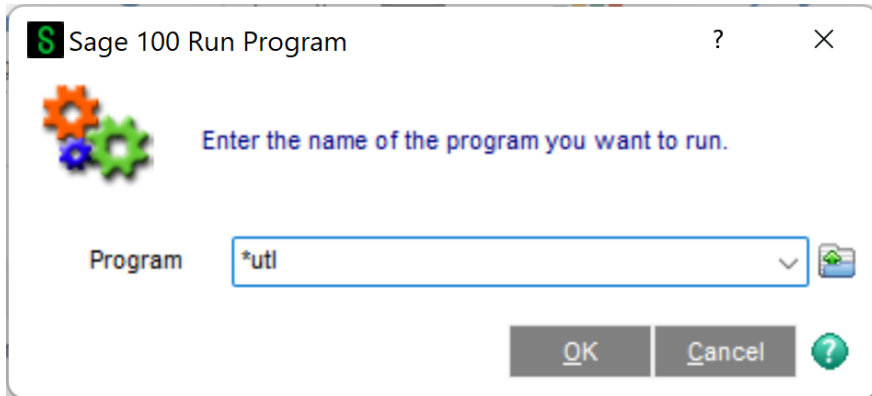 S Sage 100 Run Program ? ×
Enter the name of the program you want to run.
Program *utl
OK Cancel ?